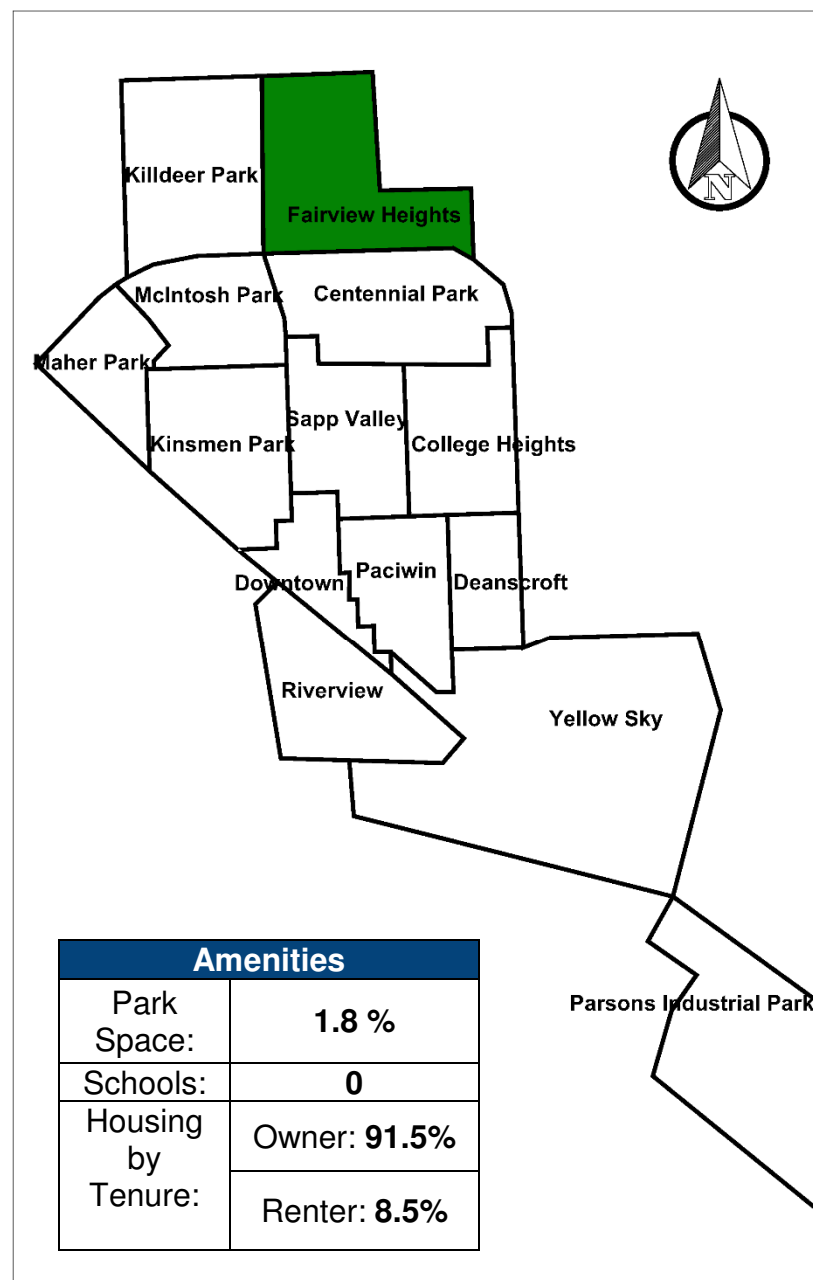 Killdeer Park
Fairview Heights
N
McIntosh Park
Centennial Park
Maher Park
Sapp Valley
Kinsmen Park
College Heights
Downtown
Paciwin
Deanscroft
Riverview
Yellow Sky
Parsons Industrial Park
Amenities
Park
Space:
1.8 %
Schools:
0
Housing
by
Tenure:
Owner: 91.5%
Renter: 8.5%